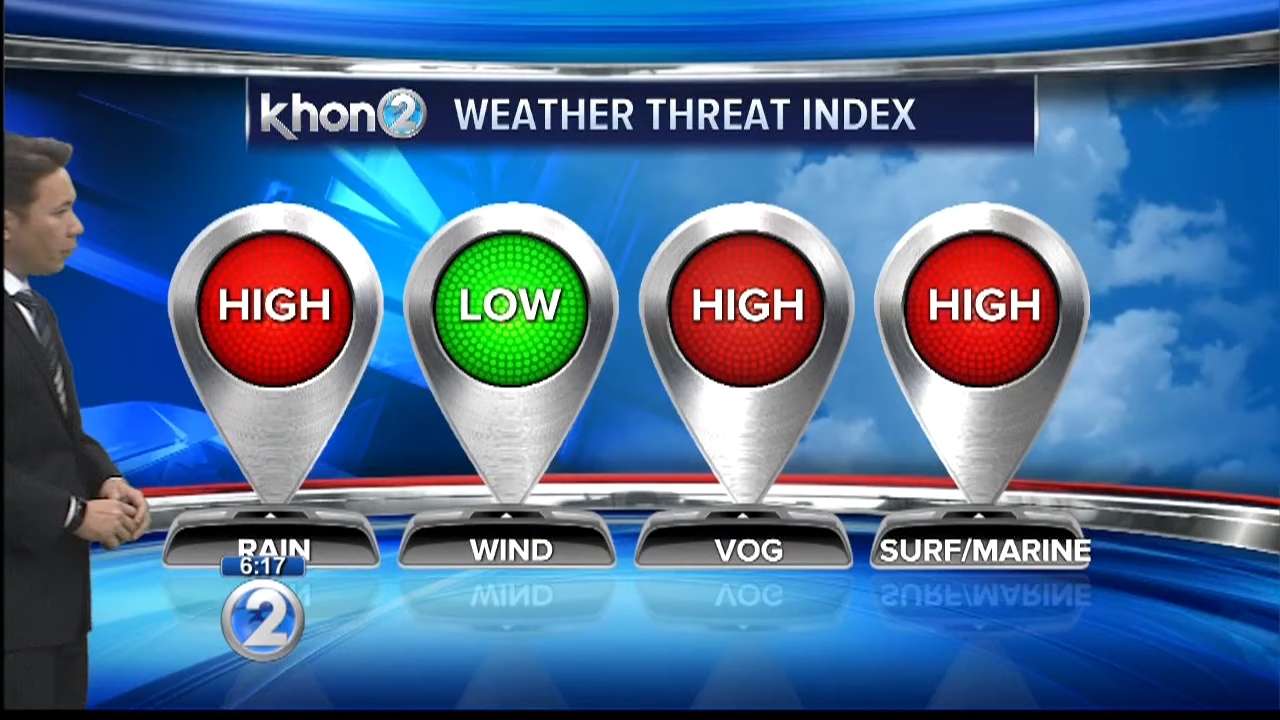 khon2 WEATHER THREAT INDEX
HIGH LOW HIGH HIGH
RAIN WIND VOG SURF/MARINE
6:17
2